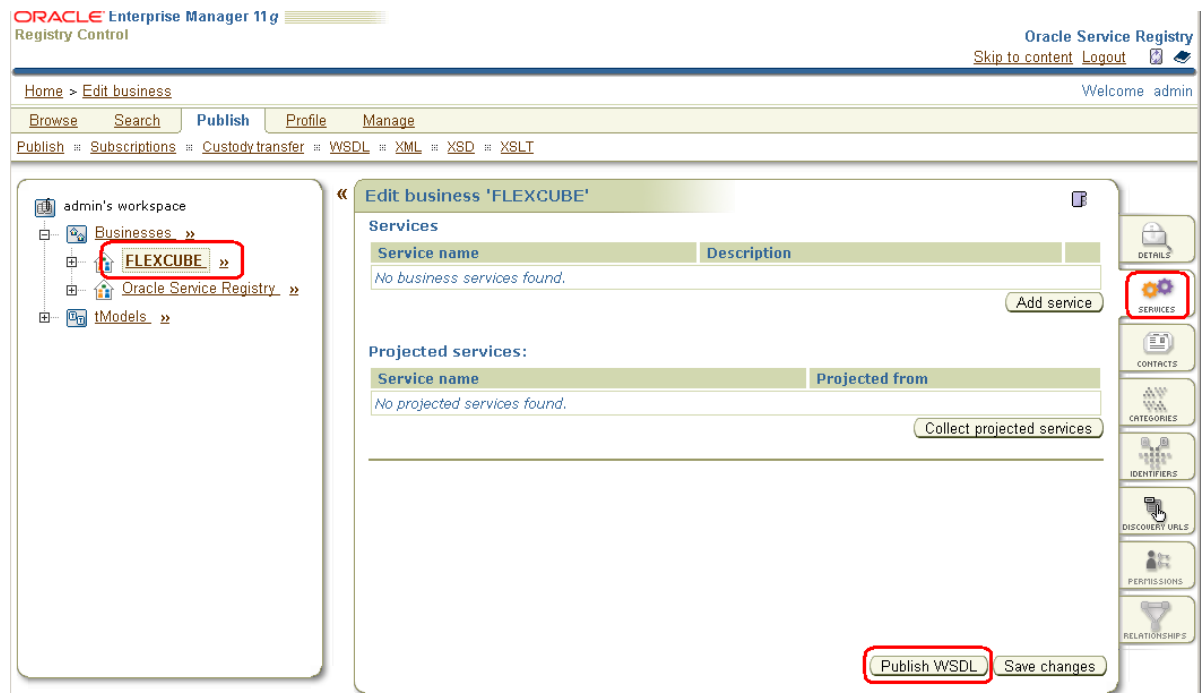 ORACLE Enterprise Manager 11g
Registry Control
Oracle Service Registry
Skip to content Logout
Home > Edit business
Welcome admin
Browse Search Publish Profile Manage
Publish Subscriptions Custody transfer WSDL XML XSD XSLT
admin's workspace
Businesses »
FLEXCUBE »
Oracle Service Registry »
tModels »
«
Edit business 'FLEXCUBE'
Services
Service name Description
No business services found.
Add service
Projected services:
Service name Projected from
No projected services found.
Collect projected services
Publish WSDL Save changes
DETAILS
SERVICES
CONTACTS
CATEGORIES
IDENTIFIERS
DISCOVERY URLS
PERMISSIONS
RELATIONSHIPS